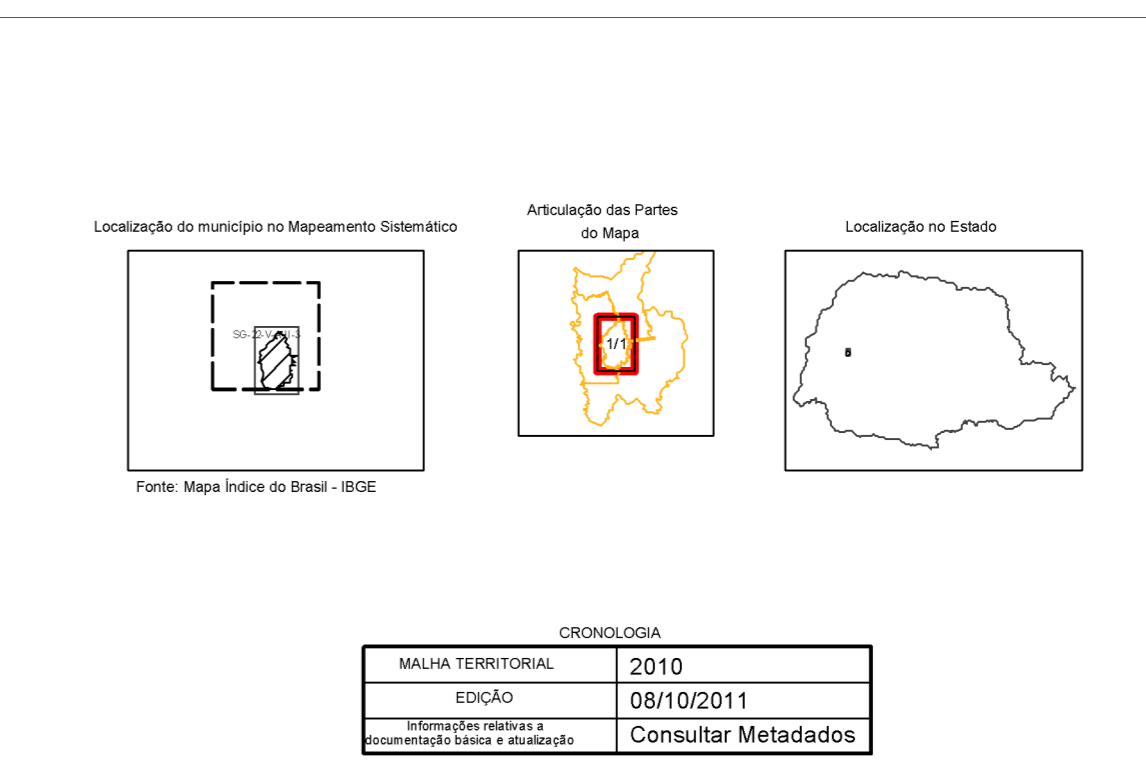 Localização do município no Mapeamento Sistemático
Fonte: Mapa Índice do Brasil - IBGE
Articulação das Partes
do Mapa
1/1
Localização no Estado
CRONOLOGIA
MALHA TERRITORIAL 2010
EDIÇÃO 08/10/2011
Informações relativas a
documentação básica e atualização Consultar Metadados